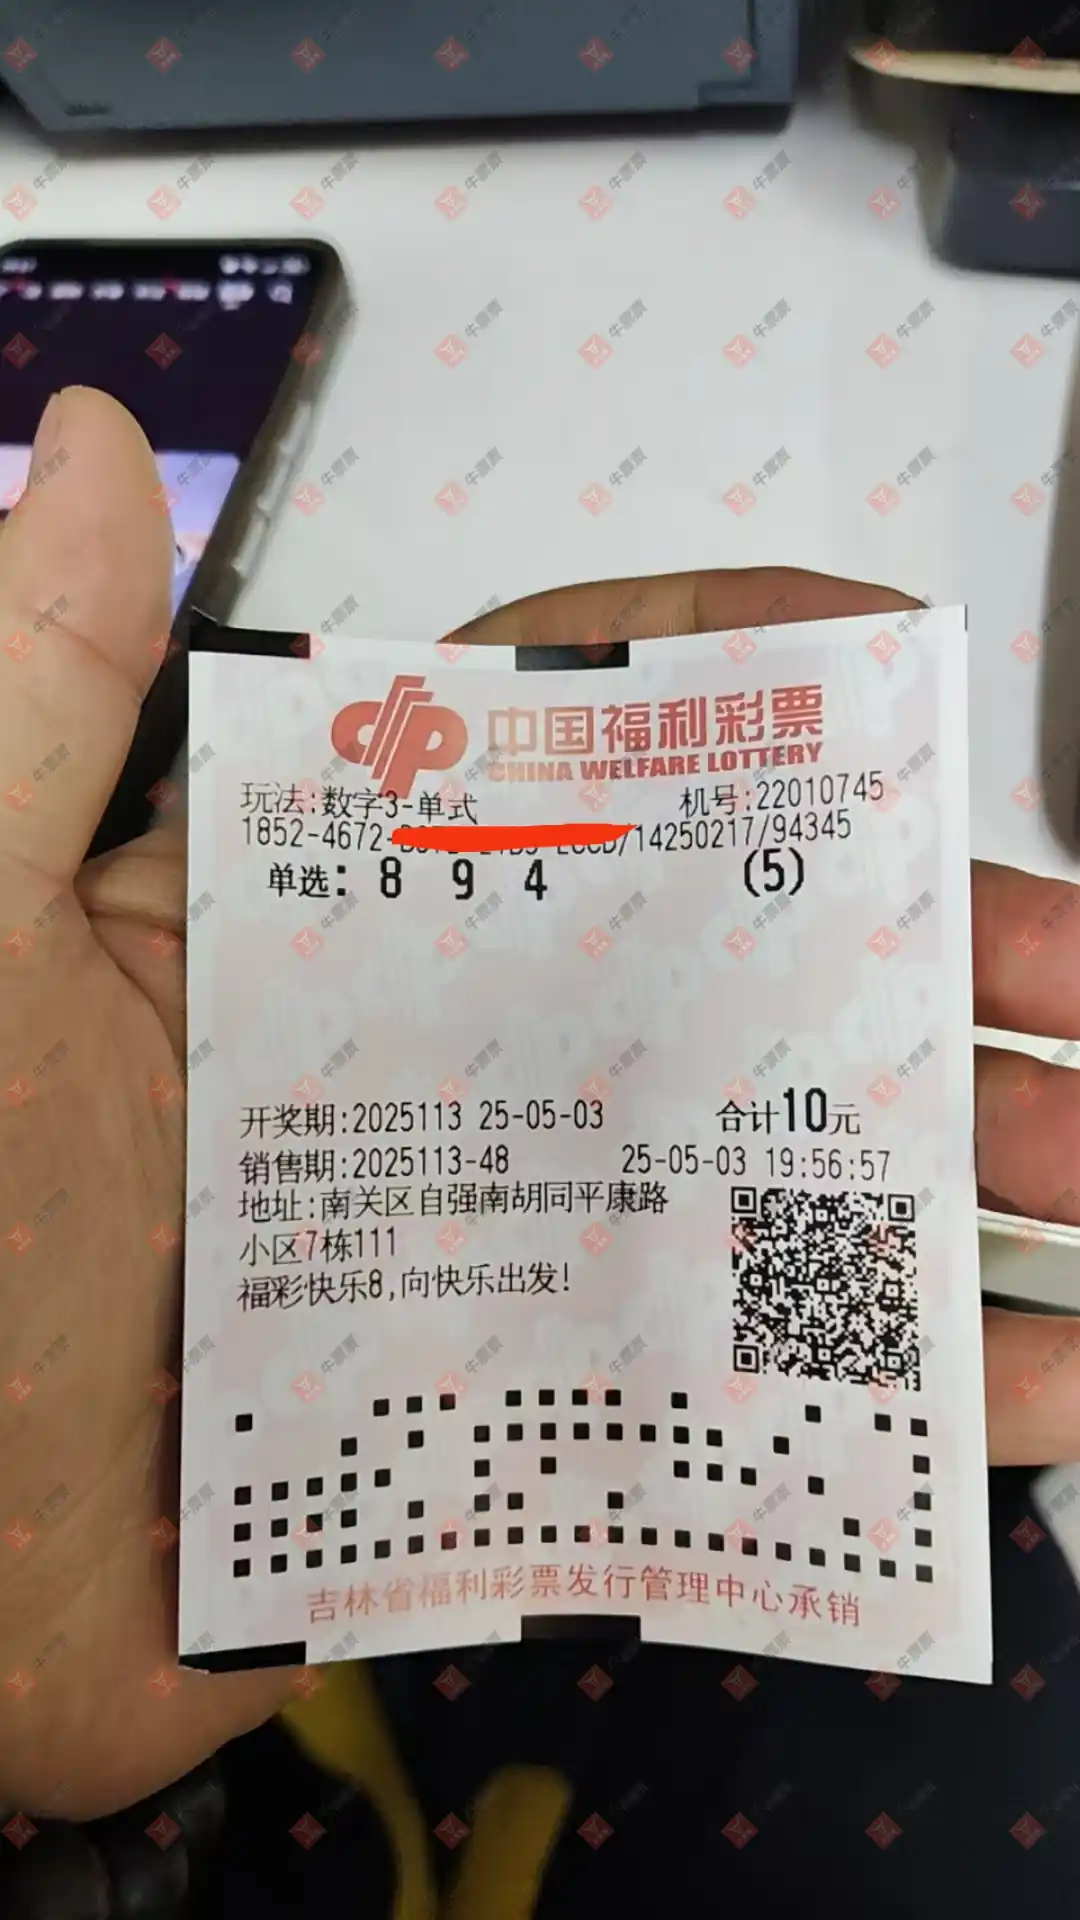 中国福利彩票
CHINA WELFARE LOTTERY
玩法:数字3-单式 机号:22010745
1852-4672- /14250217/94345
单选: 8 9 4 (5)
开奖期:2025113 25-05-03 合计10元
销售期:2025113-48 25-05-03 19:56:57
地址:南关区自强南胡同平康路
小区7栋111
福彩快乐8,向快乐出发!
吉林省福利彩票发行管理中心承销
牛票票